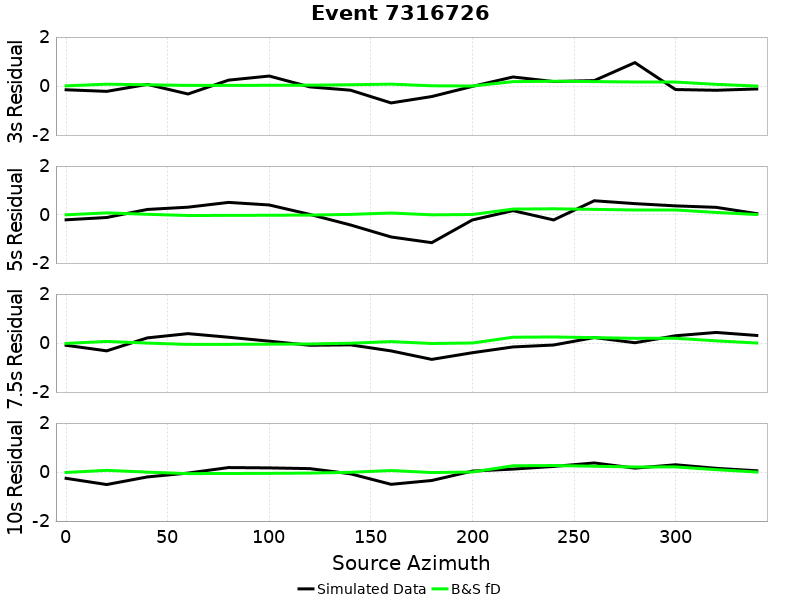 Event 7316726
3s Residual
2
0
-2
5s Residual
2
0
-2
7.5s Residual
2
0
-2
10s Residual
2
0
-2
0 50 100 150 200 250 300
Source Azimuth
Simulated Data B&S fD